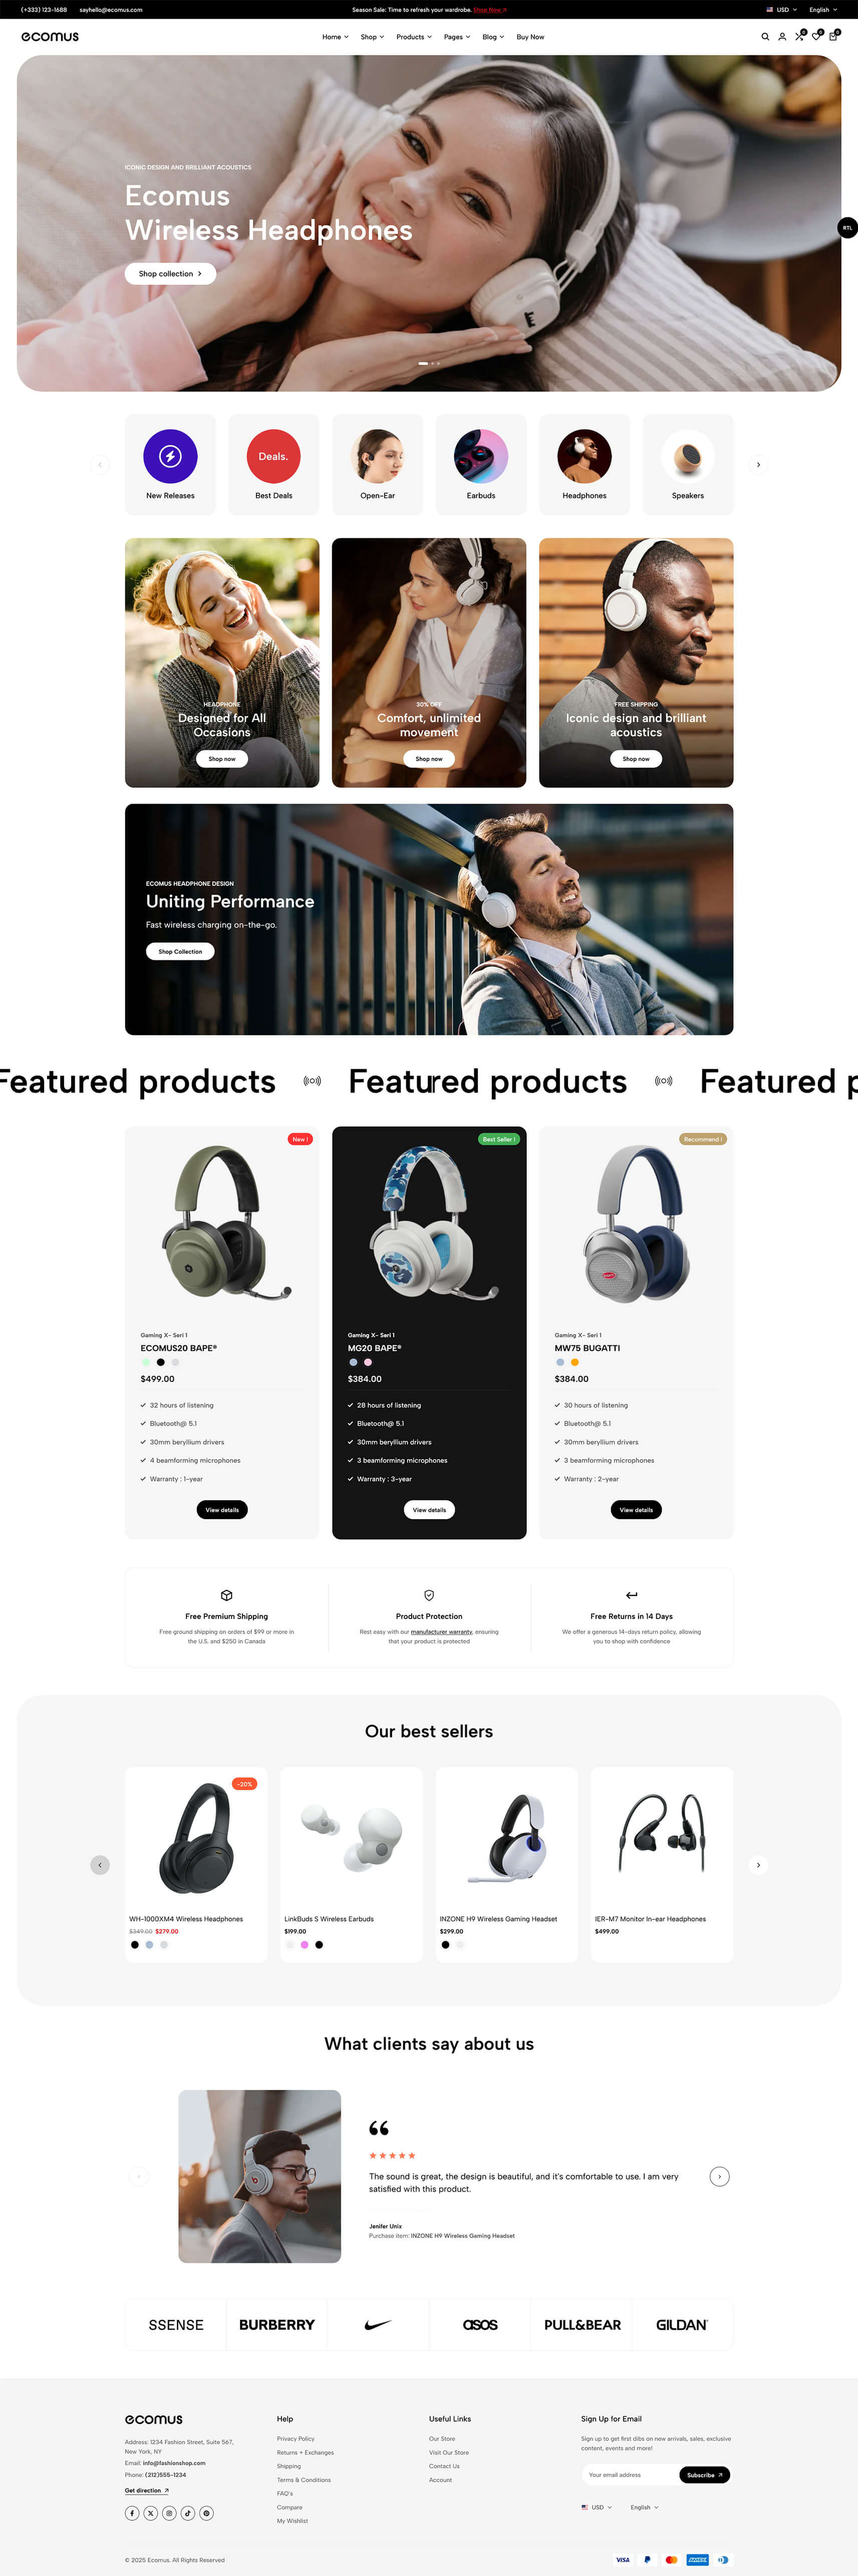 (+333) 123-1688
sayhello@ecomus.com
Season Sale: Time to refresh your wardrobe. Shop Now
USD
English
ecomus
Home
Shop
Products
Pages
Blog
Buy Now
0
0
0
ICONIC DESIGN AND BRILLIANT ACOUSTICS
Ecomus
Wireless Headphones
Shop collection
RTL
Deals.
New Releases
Best Deals
Open-Ear
Earbuds
Headphones
Speakers
HEADPHONE
Designed for All
Occasions
Shop now
30% OFF
Comfort, unlimited
movement
Shop now
FREE SHIPPING
Iconic design and brilliant
acoustics
Shop now
ECOMUS HEADPHONE DESIGN
Uniting Performance
Fast wireless charging on-the-go.
Shop Collection
Featured products
Featured products
Featured p
New !
Gaming X- Seri 1
ECOMUS20 BAPE®
$499.00
32 hours of listening
Bluetooth@ 5.1
30mm beryllium drivers
4 beamforming microphones
Warranty : 1-year
View details
Best Seller !
Gaming X- Seri 1
MG20 BAPE®
$384.00
28 hours of listening
Bluetooth@ 5.1
30mm beryllium drivers
3 beamforming microphones
Warranty : 3-year
View details
Recommend !
Gaming X- Seri 1
MW75 BUGATTI
$384.00
30 hours of listening
Bluetooth@ 5.1
30mm beryllium drivers
3 beamforming microphones
Warranty : 2-year
View details
Free Premium Shipping
Free ground shipping on orders of $99 or more in
the U.S. and $250 in Canada
Product Protection
Rest easy with our manufacturer warranty, ensuring
that your product is protected
Free Returns in 14 Days
We offer a generous 14-days return policy, allowing
you to shop with confidence
Our best sellers
-20%
WH-1000XM4 Wireless Headphones
$349.00 $279.00
LinkBuds S Wireless Earbuds
$199.00
INZONE H9 Wireless Gaming Headset
$299.00
IER-M7 Monitor In-ear Headphones
$499.00
What clients say about us
The sound is great, the design is beautiful, and it's comfortable to use. I am very
satisfied with this product.
Jenifer Unix
Purchase item: INZONE H9 Wireless Gaming Headset
SSENSE
BURBERRY
asos
PULL&BEAR
GILDAN
ecomus
Address: 1234 Fashion Street, Suite 567,
New York, NY
Email: info@fashionshop.com
Phone: (212)555-1234
Get direction
Help
Privacy Policy
Returns + Exchanges
Shipping
Terms & Conditions
FAQ's
Compare
My Wishlist
Useful Links
Our Store
Visit Our Store
Contact Us
Account
Sign Up for Email
Sign up to get first dibs on new arrivals, sales, exclusive
content, events and more!
Your email address
Subscribe
USD
English
© 2025 Ecomus. All Rights Reserved
VISA
AMEX